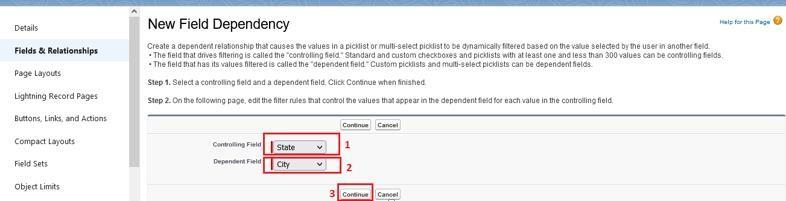 New Field Dependency
Help for this Page
Details
Fields & Relationships
Page Layouts
Lightning Record Pages
Buttons, Links, and Actions
Compact Layouts
Field Sets
Object Limits
Create a dependent relationship that causes the values in a picklist or multi-select picklist to be dynamically filtered based on the value selected by the user in another field.
• The field that drives filtering is called the "controlling field." Standard and custom checkboxes and picklists with at least one and less than 300 values can be controlling fields.
• The field that has its values filtered is called the "dependent field." Custom picklists and multi-select picklists can be dependent fields.
Step 1. Select a controlling field and a dependent field. Click Continue when finished.
Step 2. On the following page, edit the filter rules that control the values that appear in the dependent field for each value in the controlling field.
Continue Cancel
Controlling Field State 1
Dependent Field City 2
3 Continue Cancel